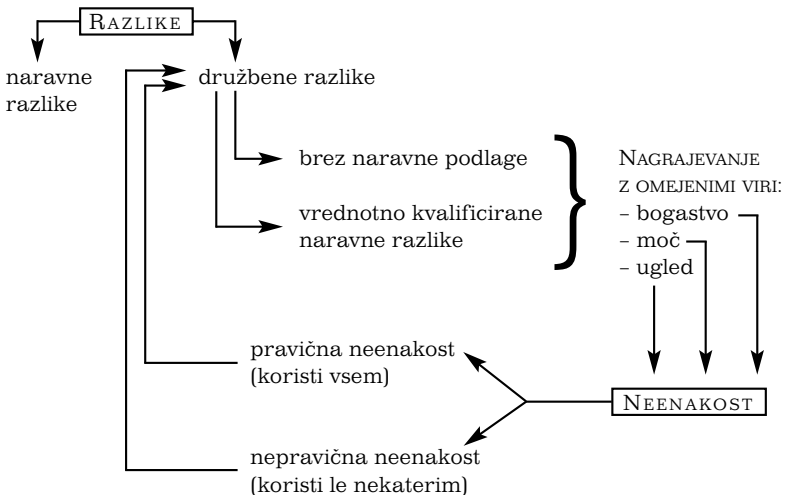 RAZLIKE
naravne
razlike
družbene razlike
brez naravne podlage
vrednotno kvalificirane
naravne razlike
NAGRAJEVANJE
Z OMEJENIMI VIRI:
– bogastvo
– moč
– ugled
pravična neenakost
(koristi vsem)
NEENAKOST
nepravična neenakost
(koristi le nekaterim)